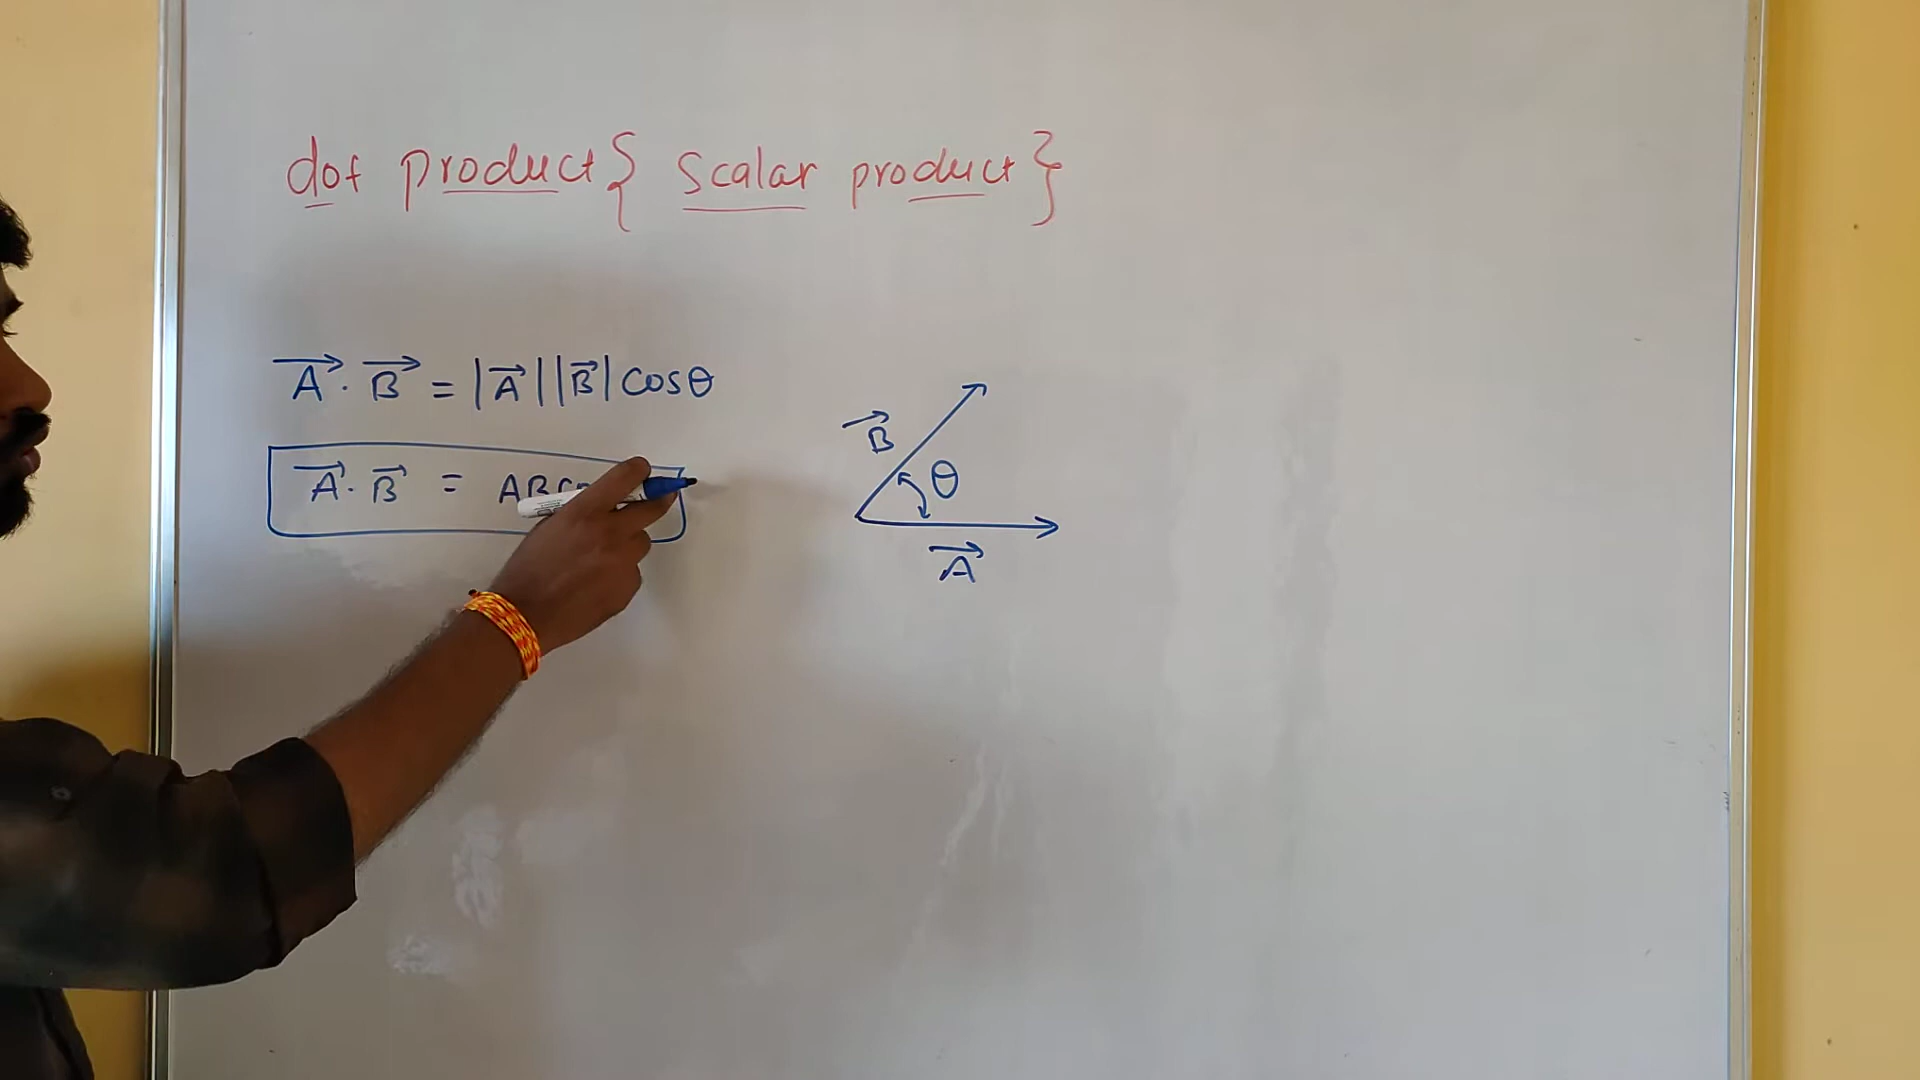 dot product { Scalar product }
A⃗ · B⃗ = |A⃗||B⃗| cosθ
A⃗ · B⃗ = AB
B⃗
θ
A⃗